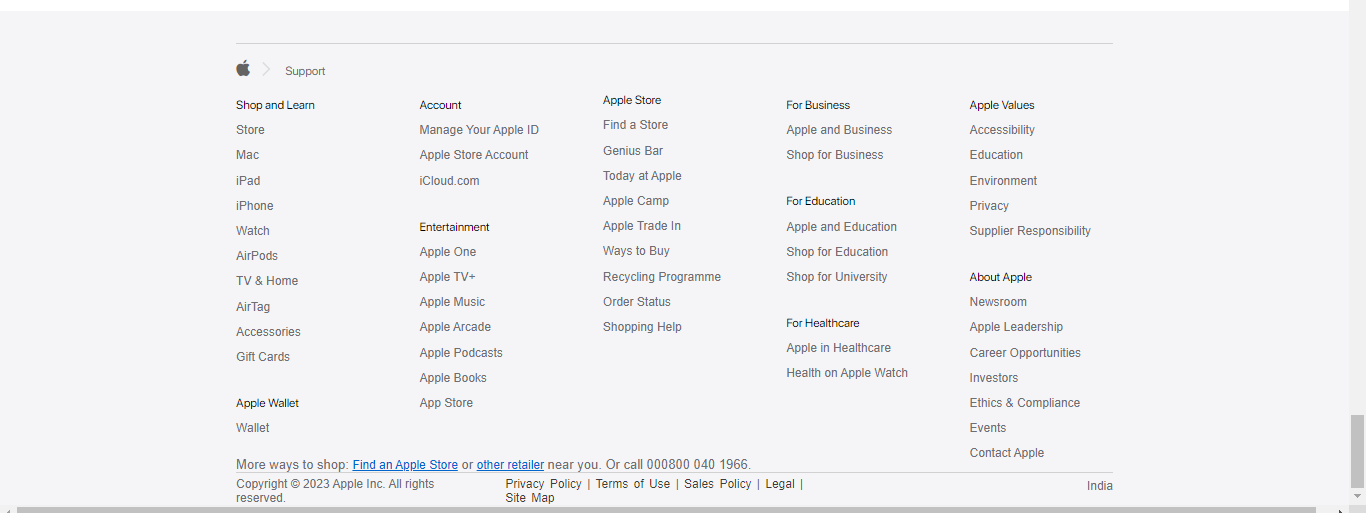 Support
Shop and Learn
Store
Mac
iPad
iPhone
Watch
AirPods
TV & Home
AirTag
Accessories
Gift Cards
Apple Wallet
Wallet
Account
Manage Your Apple ID
Apple Store Account
iCloud.com
Entertainment
Apple One
Apple TV+
Apple Music
Apple Arcade
Apple Podcasts
Apple Books
App Store
Apple Store
Find a Store
Genius Bar
Today at Apple
Apple Camp
Apple Trade In
Ways to Buy
Recycling Programme
Order Status
Shopping Help
For Business
Apple and Business
Shop for Business
For Education
Apple and Education
Shop for Education
Shop for University
For Healthcare
Apple in Healthcare
Health on Apple Watch
Apple Values
Accessibility
Education
Environment
Privacy
Supplier Responsibility
About Apple
Newsroom
Apple Leadership
Career Opportunities
Investors
Ethics & Compliance
Events
Contact Apple
More ways to shop: Find an Apple Store or other retailer near you. Or call 000800 040 1966.
Copyright © 2023 Apple Inc. All rights
reserved.
Privacy Policy | Terms of Use | Sales Policy | Legal |
Site Map
India